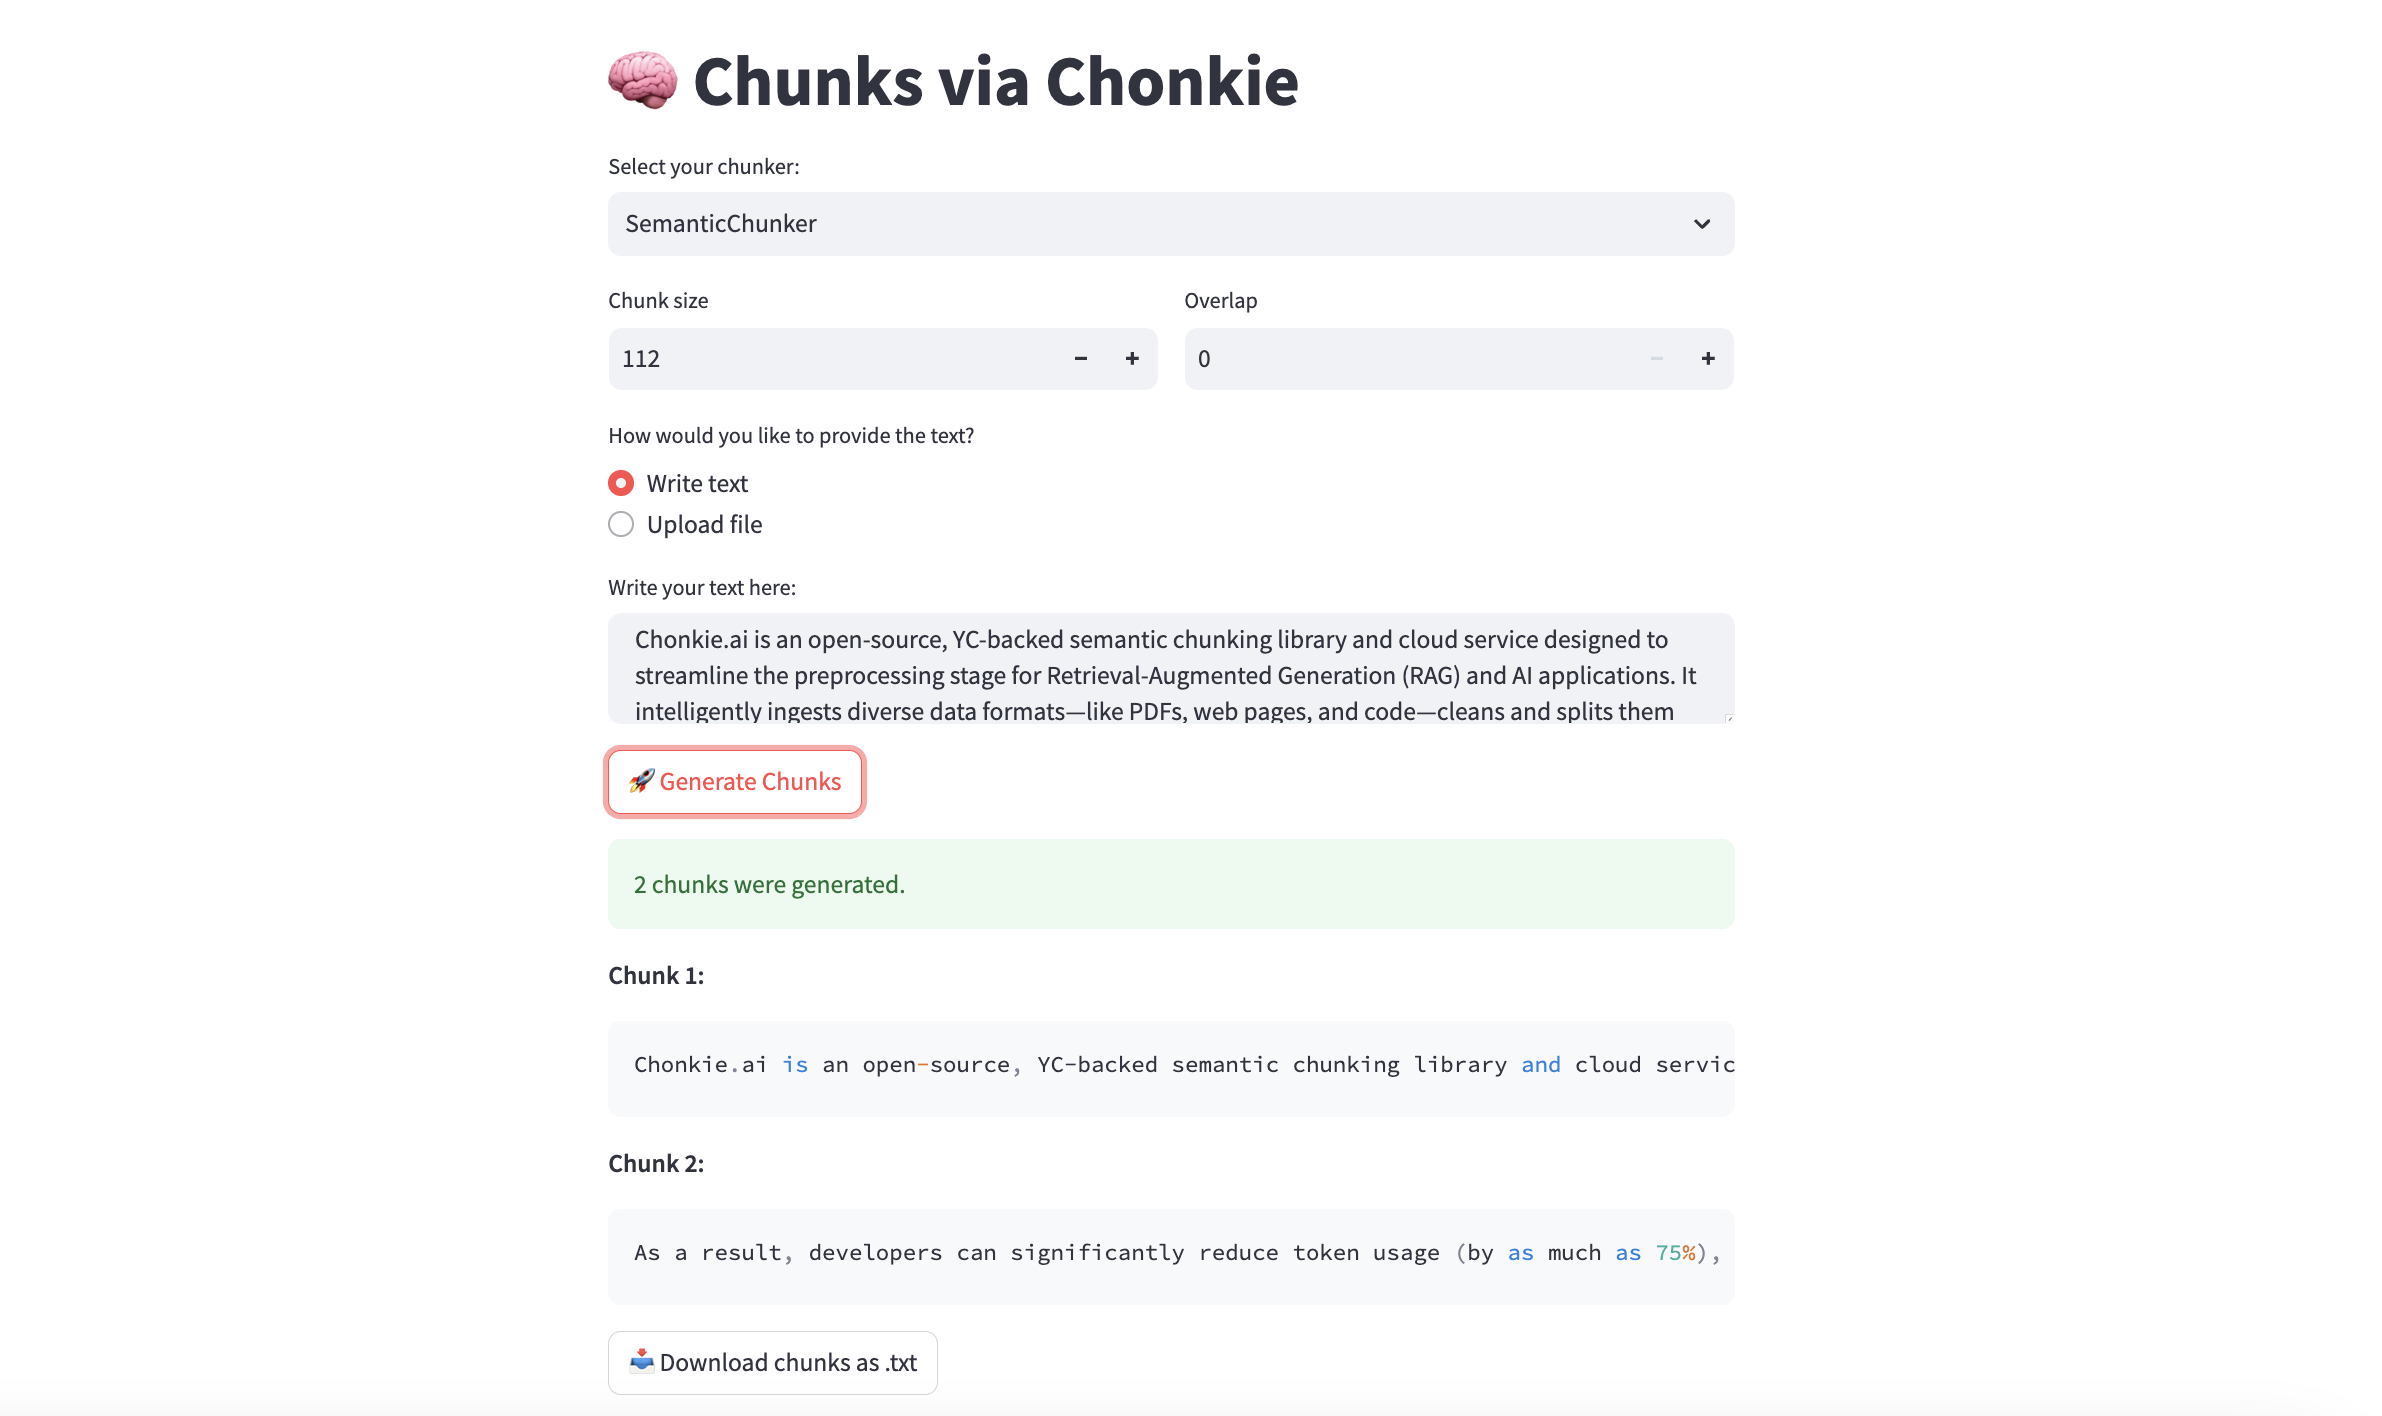 Chunks via Chonkie
Select your chunker:
SemanticChunker
Chunk size
Overlap
112
0
How would you like to provide the text?
Write text
Upload file
Write your text here:
Chonkie.ai is an open-source, YC-backed semantic chunking library and cloud service designed to
streamline the preprocessing stage for Retrieval-Augmented Generation (RAG) and AI applications. It
intelligently ingests diverse data formats—like PDFs, web pages, and code—cleans and splits them
🚀 Generate Chunks
2 chunks were generated.
Chunk 1:
Chonkie.ai is an open-source, YC-backed semantic chunking library and cloud servic
Chunk 2:
As a result, developers can significantly reduce token usage (by as much as 75%),
Download chunks as .txt